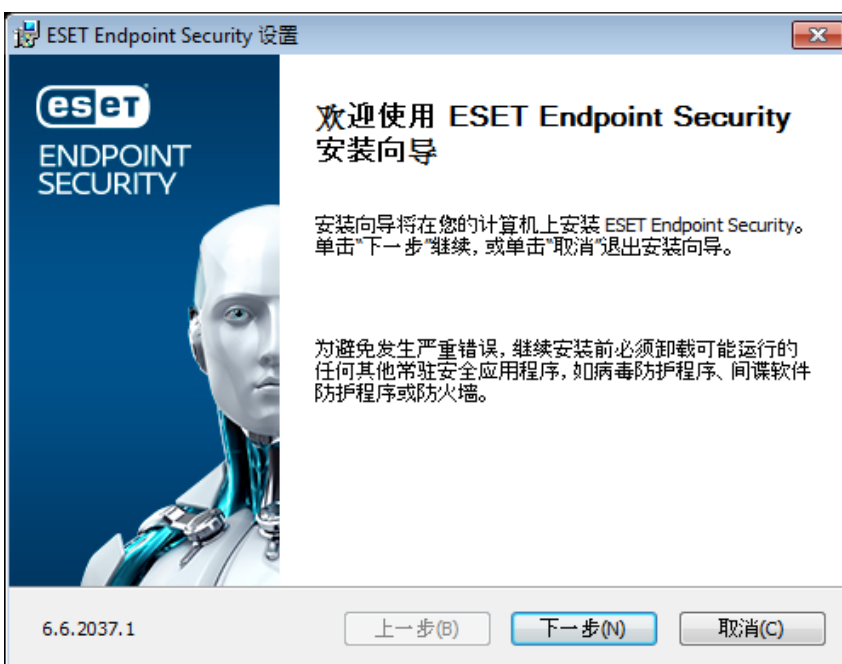 ESET Endpoint Security 设置
eseT
ENDPOINT
SECURITY
欢迎使用 ESET Endpoint Security
安装向导
安装向导将在您的计算机上安装 ESET Endpoint Security。
单击"下一步"继续, 或单击"取消"退出安装向导。
为避免发生严重错误, 继续安装前必须卸载可能运行的
任何其他常驻安全应用程序, 如病毒防护程序、间谍软件
防护程序或防火墙。
6.6.2037.1
上一步(B)
下一步(N)
取消(C)